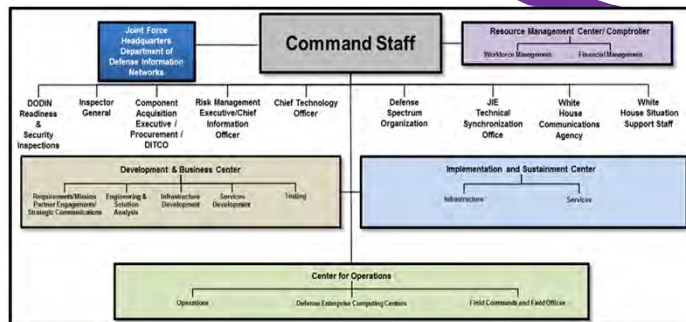 Joint Force
Headquarters
Department of
Defense Information
Networks
Command Staff
Resource Management Center/ Comptroller
Workforce Management
Financial Management
DODIN
Readiness
&
Security
Inspections
Inspector
General
Component
Acquisition
Executive /
Procurement /
DITCO
Risk Management
Executive/Chief
Information
Officer
Chief Technology
Officer
Defense
Spectrum
Organization
JIE
Technical
Synchronization
Office
White
House
Communications
Agency
White
House Situation
Support Staff
Development & Business Center
Requirements/Mission
Partner Engagements/
Strategic Communications
Engineering &
Solution
Analysis
Infrastructure
Development
Services
Development
Testing
Implementation and Sustainment Center
Infrastructure
Services
Center for Operations
Operations
Defense Enterprise Computing Centers
Field Commands and Field Officer